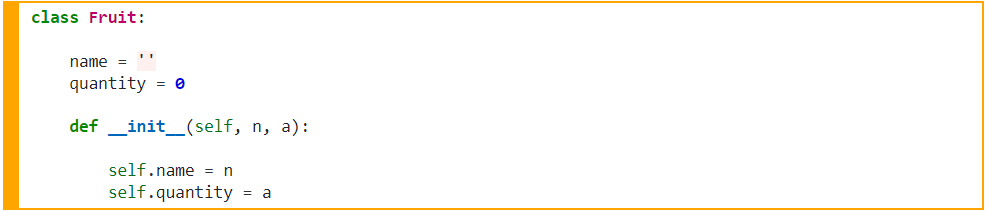 class Fruit:
    name = ''
    quantity = 0
    def __init__(self, n, a):
        self.name = n
        self.quantity = a